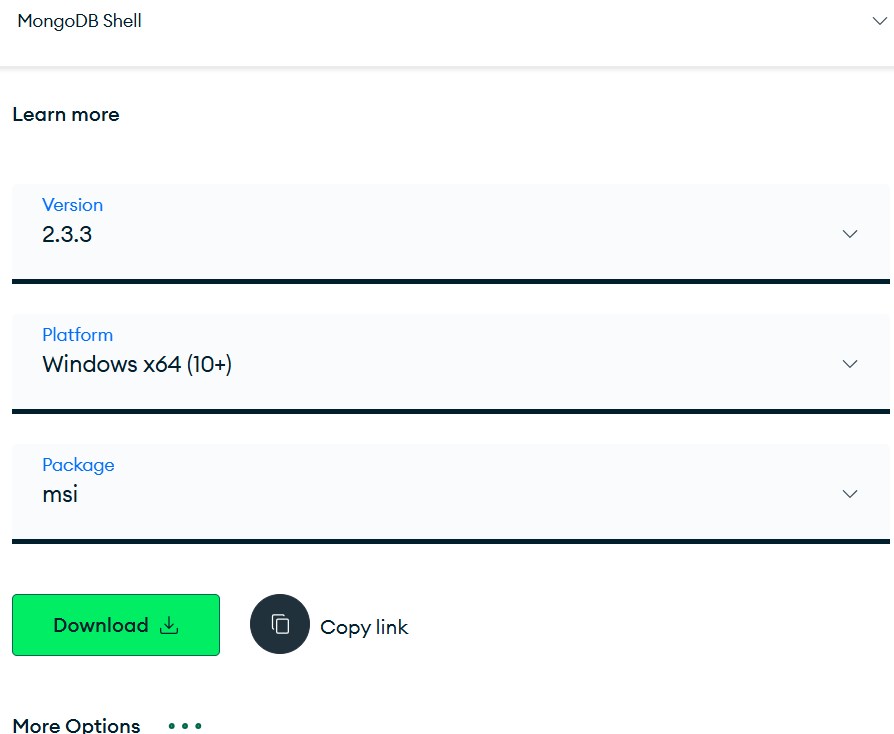 MongoDB Shell
Learn more
Version
2.3.3
Platform
Windows x64 (10+)
Package
msi
Download
Copy link
More Options